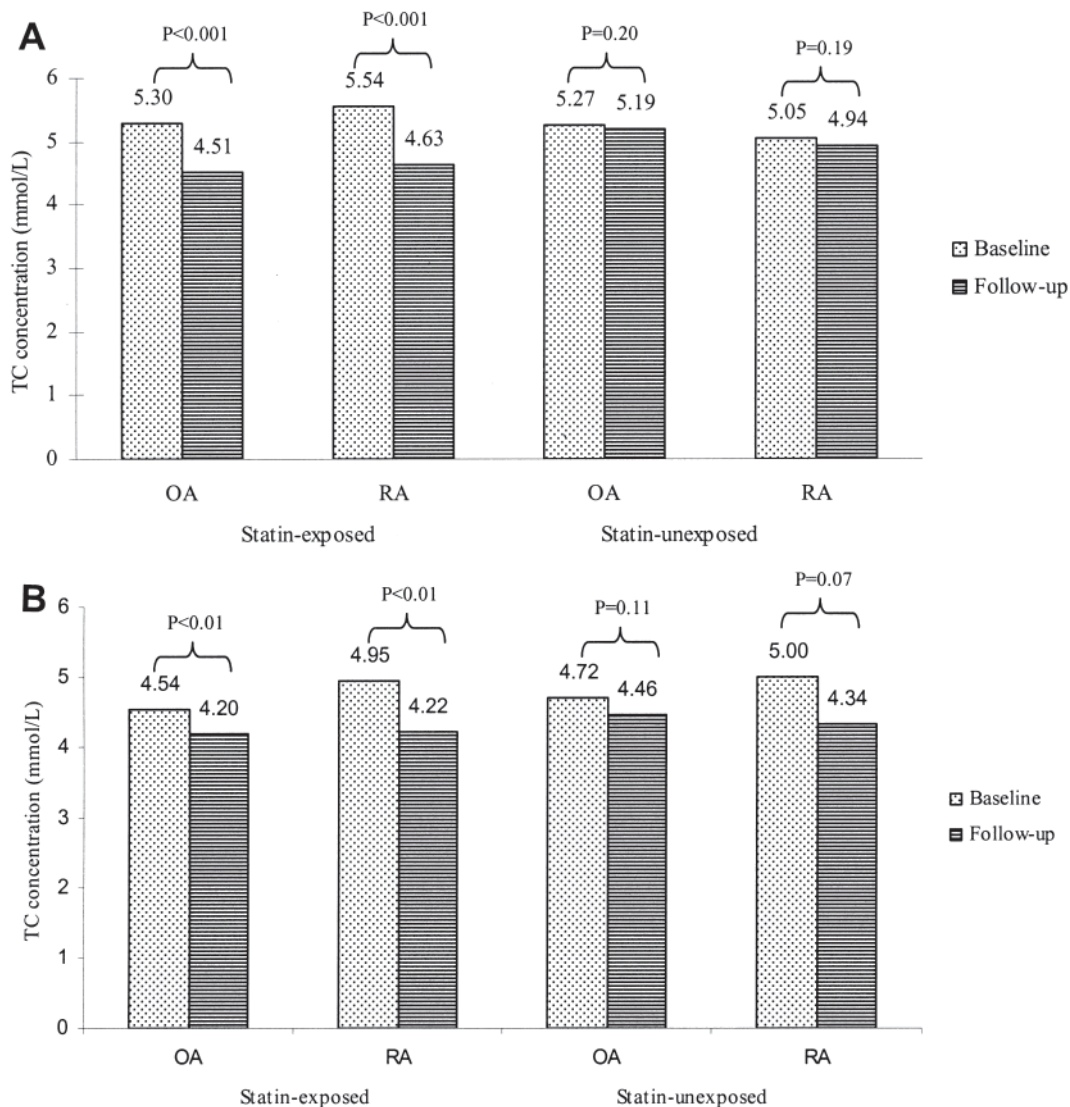 A
P<0.001 P<0.001 P=0.20 P=0.19
6
5.30 4.51 5.54 4.63 5.27 5.19 5.05 4.94
5
4
3
2
1
0
TC concentration (mmol/L)
Baseline
Follow-up
OA RA OA RA
Statin-exposed Statin-unexposed
B
P<0.01 P<0.01 P=0.11 P=0.07
6
4.54 4.20 4.95 4.22 4.72 4.46 5.00 4.34
5
4
3
2
1
0
TC concentration (mmol/L)
Baseline
Follow-up
OA RA OA RA
Statin-exposed Statin-unexposed